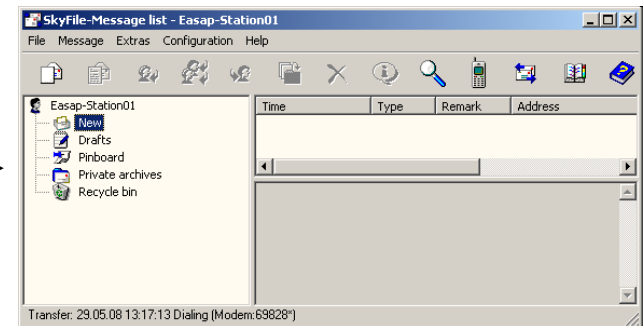 SkyFile-Message list - Easap-Station01
File Message Extras Configuration Help
Easap-Station01
New
Drafts
Pinboard
Private archives
Recycle bin
Time Type Remark Address
Transfer: 29.05.08 13:17:13 Dialing (Modem:69828*)